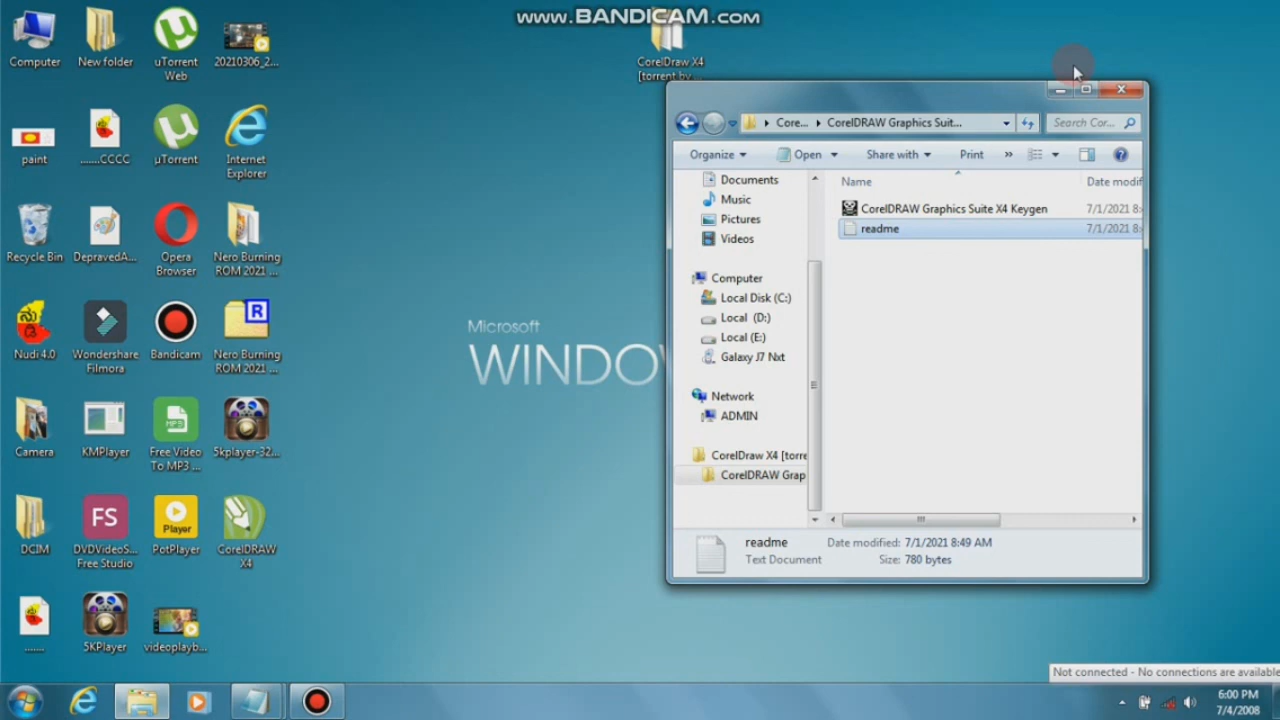 www.BANDICAM.com
Computer
New folder
uTorrent
Web
20210306_2...
CorelDraw X4
[torrent by ...
paint
.......CCCC
µTorrent
Internet
Explorer
Recycle Bin
DepravedA...
Opera
Browser
Nero Burning
ROM 2021 ...
ನುಡಿ
Nudi 4.0
Wondershare
Filmora
Bandicam
R
Nero Burning
ROM 2021 ...
Camera
KMPlayer
MP3
Free Video
To MP3 ...
5kplayer-32...
DCIM
FS
DVDVideoS...
Free Studio
Player
PotPlayer
CorelDRAW
X4
.......
5KPlayer
videoplayb...
Microsoft
WINDO
Core...
CorelDRAW Graphics Suit...
Search Cor...
Organize
Open
Share with
Print
»
Documents
Music
Pictures
Videos
Computer
Local Disk (C:)
Local (D:)
Local (E:)
Galaxy J7 Nxt
Network
ADMIN
CorelDraw X4 [torre
CorelDRAW Grap
Name
Date modif
CorelDRAW Graphics Suite X4 Keygen
7/1/2021 8:
readme
7/1/2021 8:
readme
Date modified: 7/1/2021 8:49 AM
Text Document
Size: 780 bytes
Not connected - No connections are available
6:00 PM
7/4/2008